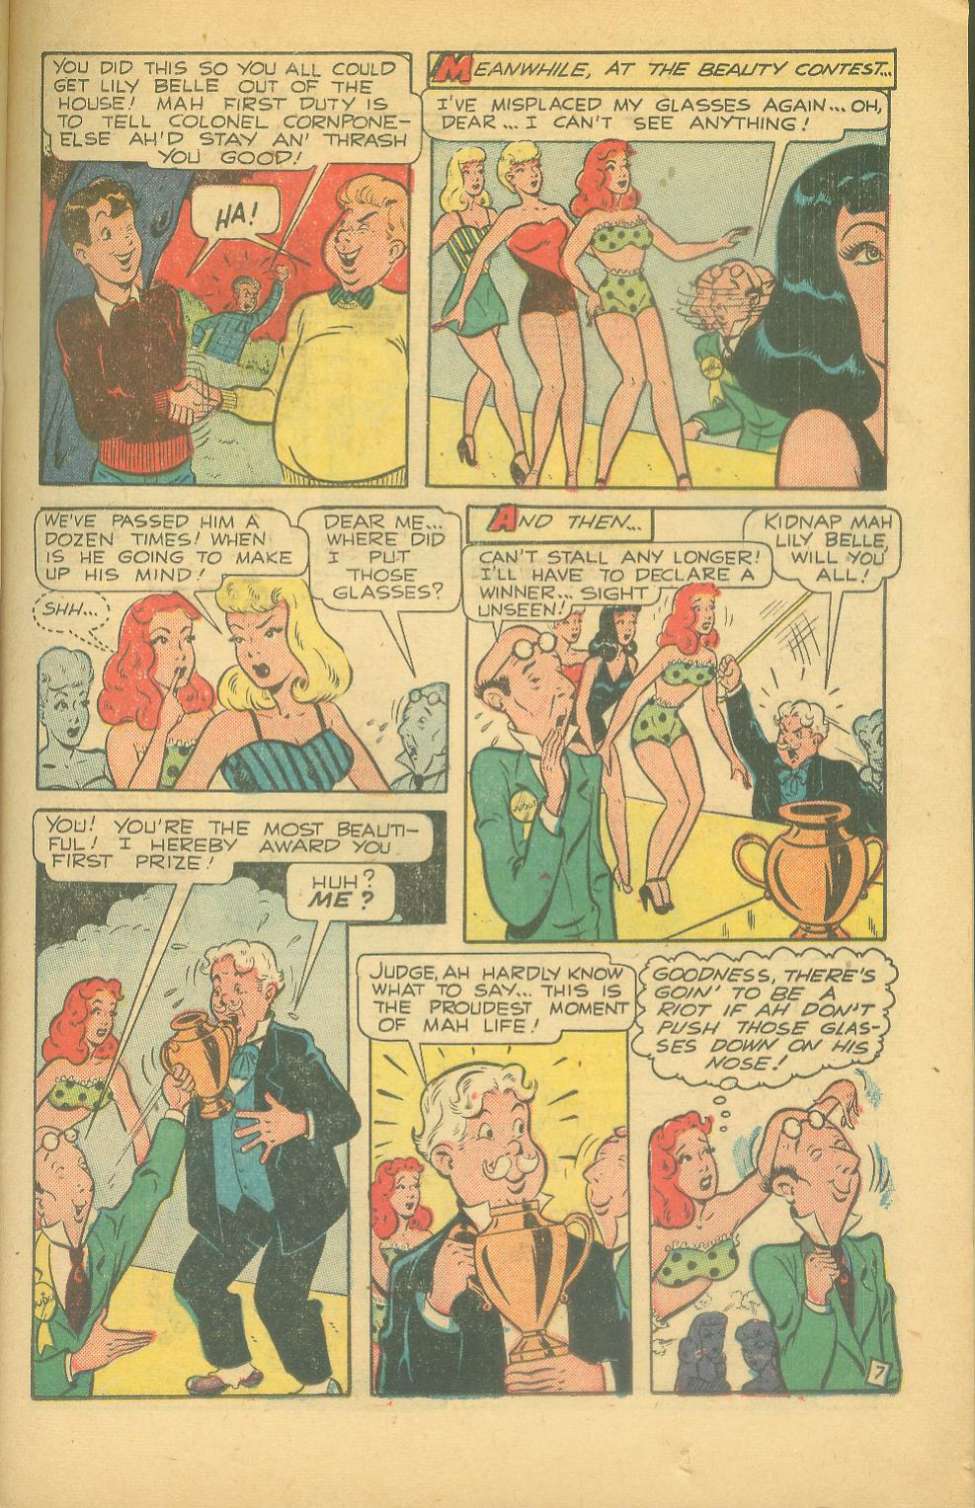 YOU DID THIS SO YOU ALL COULD
GET LILY BELLE OUT OF THE
HOUSE! MAH FIRST DUTY IS
TO TELL COLONEL CORNPONE—
ELSE AH'D STAY AN' THRASH
YOU GOOD!
HA!
MEANWHILE, AT THE BEAUTY CONTEST...
I'VE MISPLACED MY GLASSES AGAIN... OH,
DEAR... I CAN'T SEE ANYTHING!
WE'VE PASSED HIM A
DOZEN TIMES! WHEN
IS HE GOING TO MAKE
UP HIS MIND!
SHH...
DEAR ME...
WHERE DID
I PUT
THOSE
GLASSES?
AND THEN...
CAN'T STALL ANY LONGER!
I'LL HAVE TO DECLARE A
WINNER... SIGHT
UNSEEN!
KIDNAP MAH
LILY BELLE,
WILL YOU
ALL!
YOU! YOU'RE THE MOST BEAUTI-
FUL! I HEREBY AWARD YOU
FIRST PRIZE!
HUH?
ME?
JUDGE, AH HARDLY KNOW
WHAT TO SAY... THIS IS
THE PROUDEST MOMENT
OF MAH LIFE!
GOODNESS, THERE'S
GOIN' TO BE A
RIOT IF AH DON'T
PUSH THOSE GLAS-
SES DOWN ON HIS
NOSE!
7